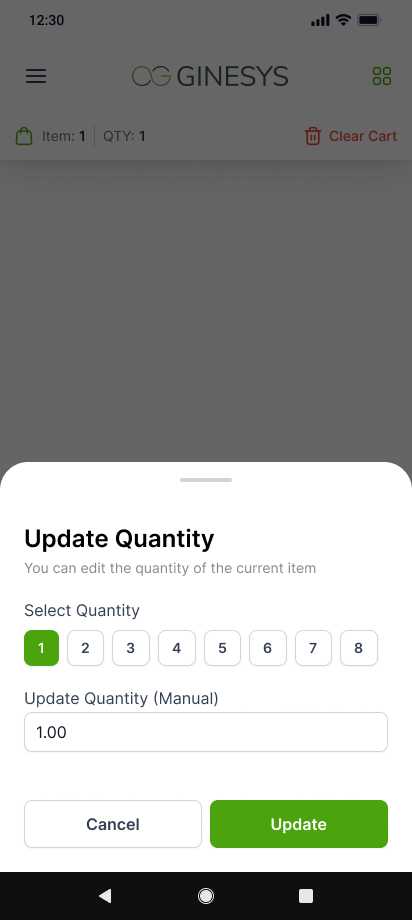 12:30
GINESYS
Item: 1 QTY: 1 Clear Cart
Update Quantity
You can edit the quantity of the current item
Select Quantity
1 2 3 4 5 6 7 8
Update Quantity (Manual)
1.00
Cancel Update